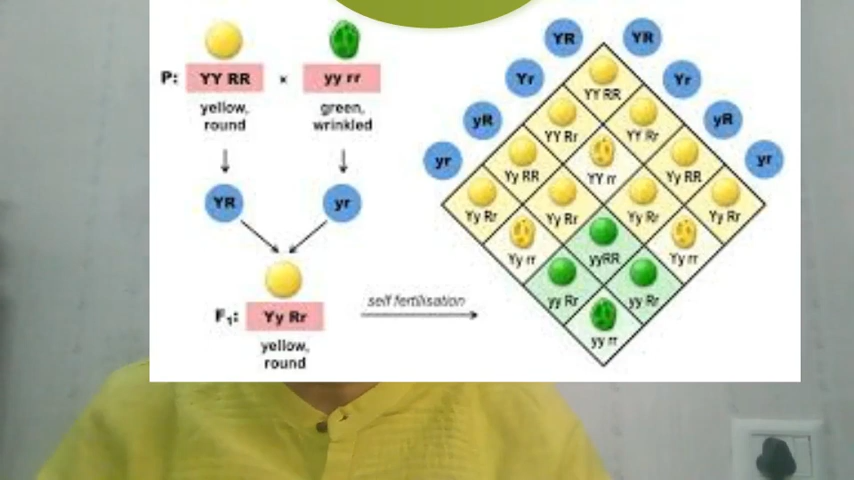 P: YY RR × yy rr
yellow, round
green, wrinkled
YR
yr
F₁: Yy Rr
yellow, round
self fertilisation
YR
YR
Yr
Yr
yR
yR
yr
yr
YY RR
YY Rr
YY Rr
Yy RR
YY rr
Yy RR
Yy Rr
Yy Rr
Yy Rr
Yy Rr
Yy rr
yyRR
Yy rr
yy Rr
yy Rr
yy rr